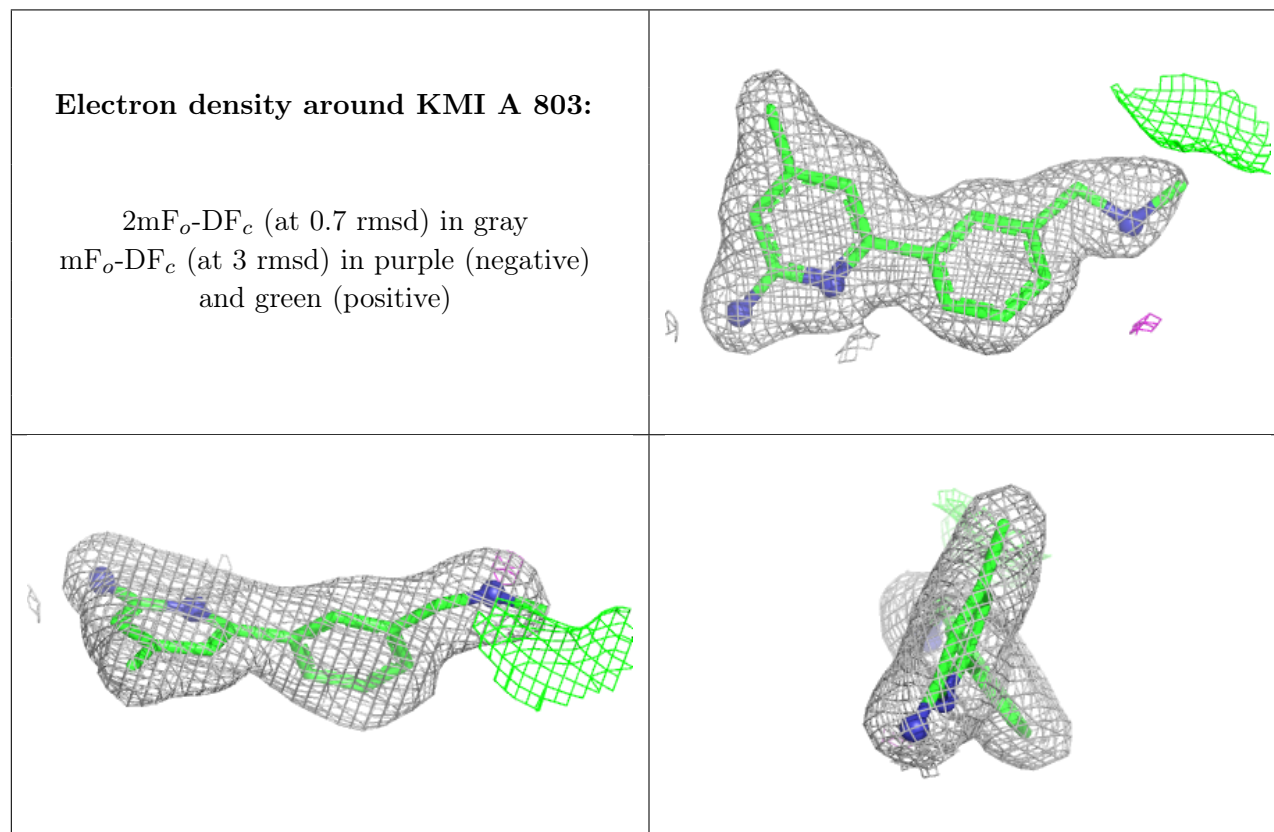 Electron density around KMI A 803:
2mFₒ-DF𝒸 (at 0.7 rmsd) in gray
mFₒ-DF𝒸 (at 3 rmsd) in purple (negative)
and green (positive)